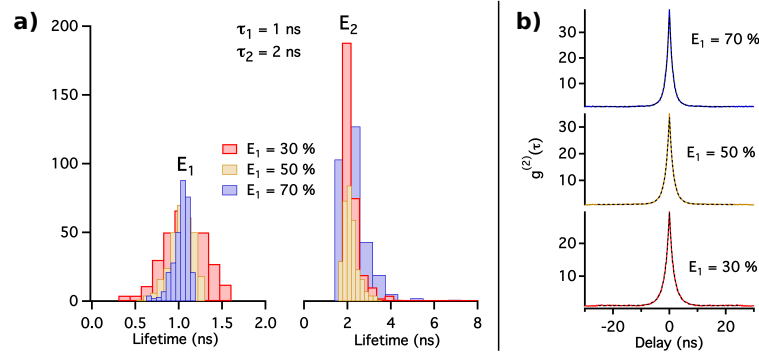 a)
E₁
E₂
τ₁ = 1 ns
τ₂ = 2 ns
E₁ = 30 %
E₁ = 50 %
E₁ = 70 %
200
150
100
50
0
0.0 0.5 1.0 1.5 2.0
Lifetime (ns)
0 2 4 6 8
Lifetime (ns)
b)
g⁽²⁾(τ)
30
20
10
E₁ = 70 %
30
20
10
E₁ = 50 %
20
10
E₁ = 30 %
-20 0 20
Delay (ns)